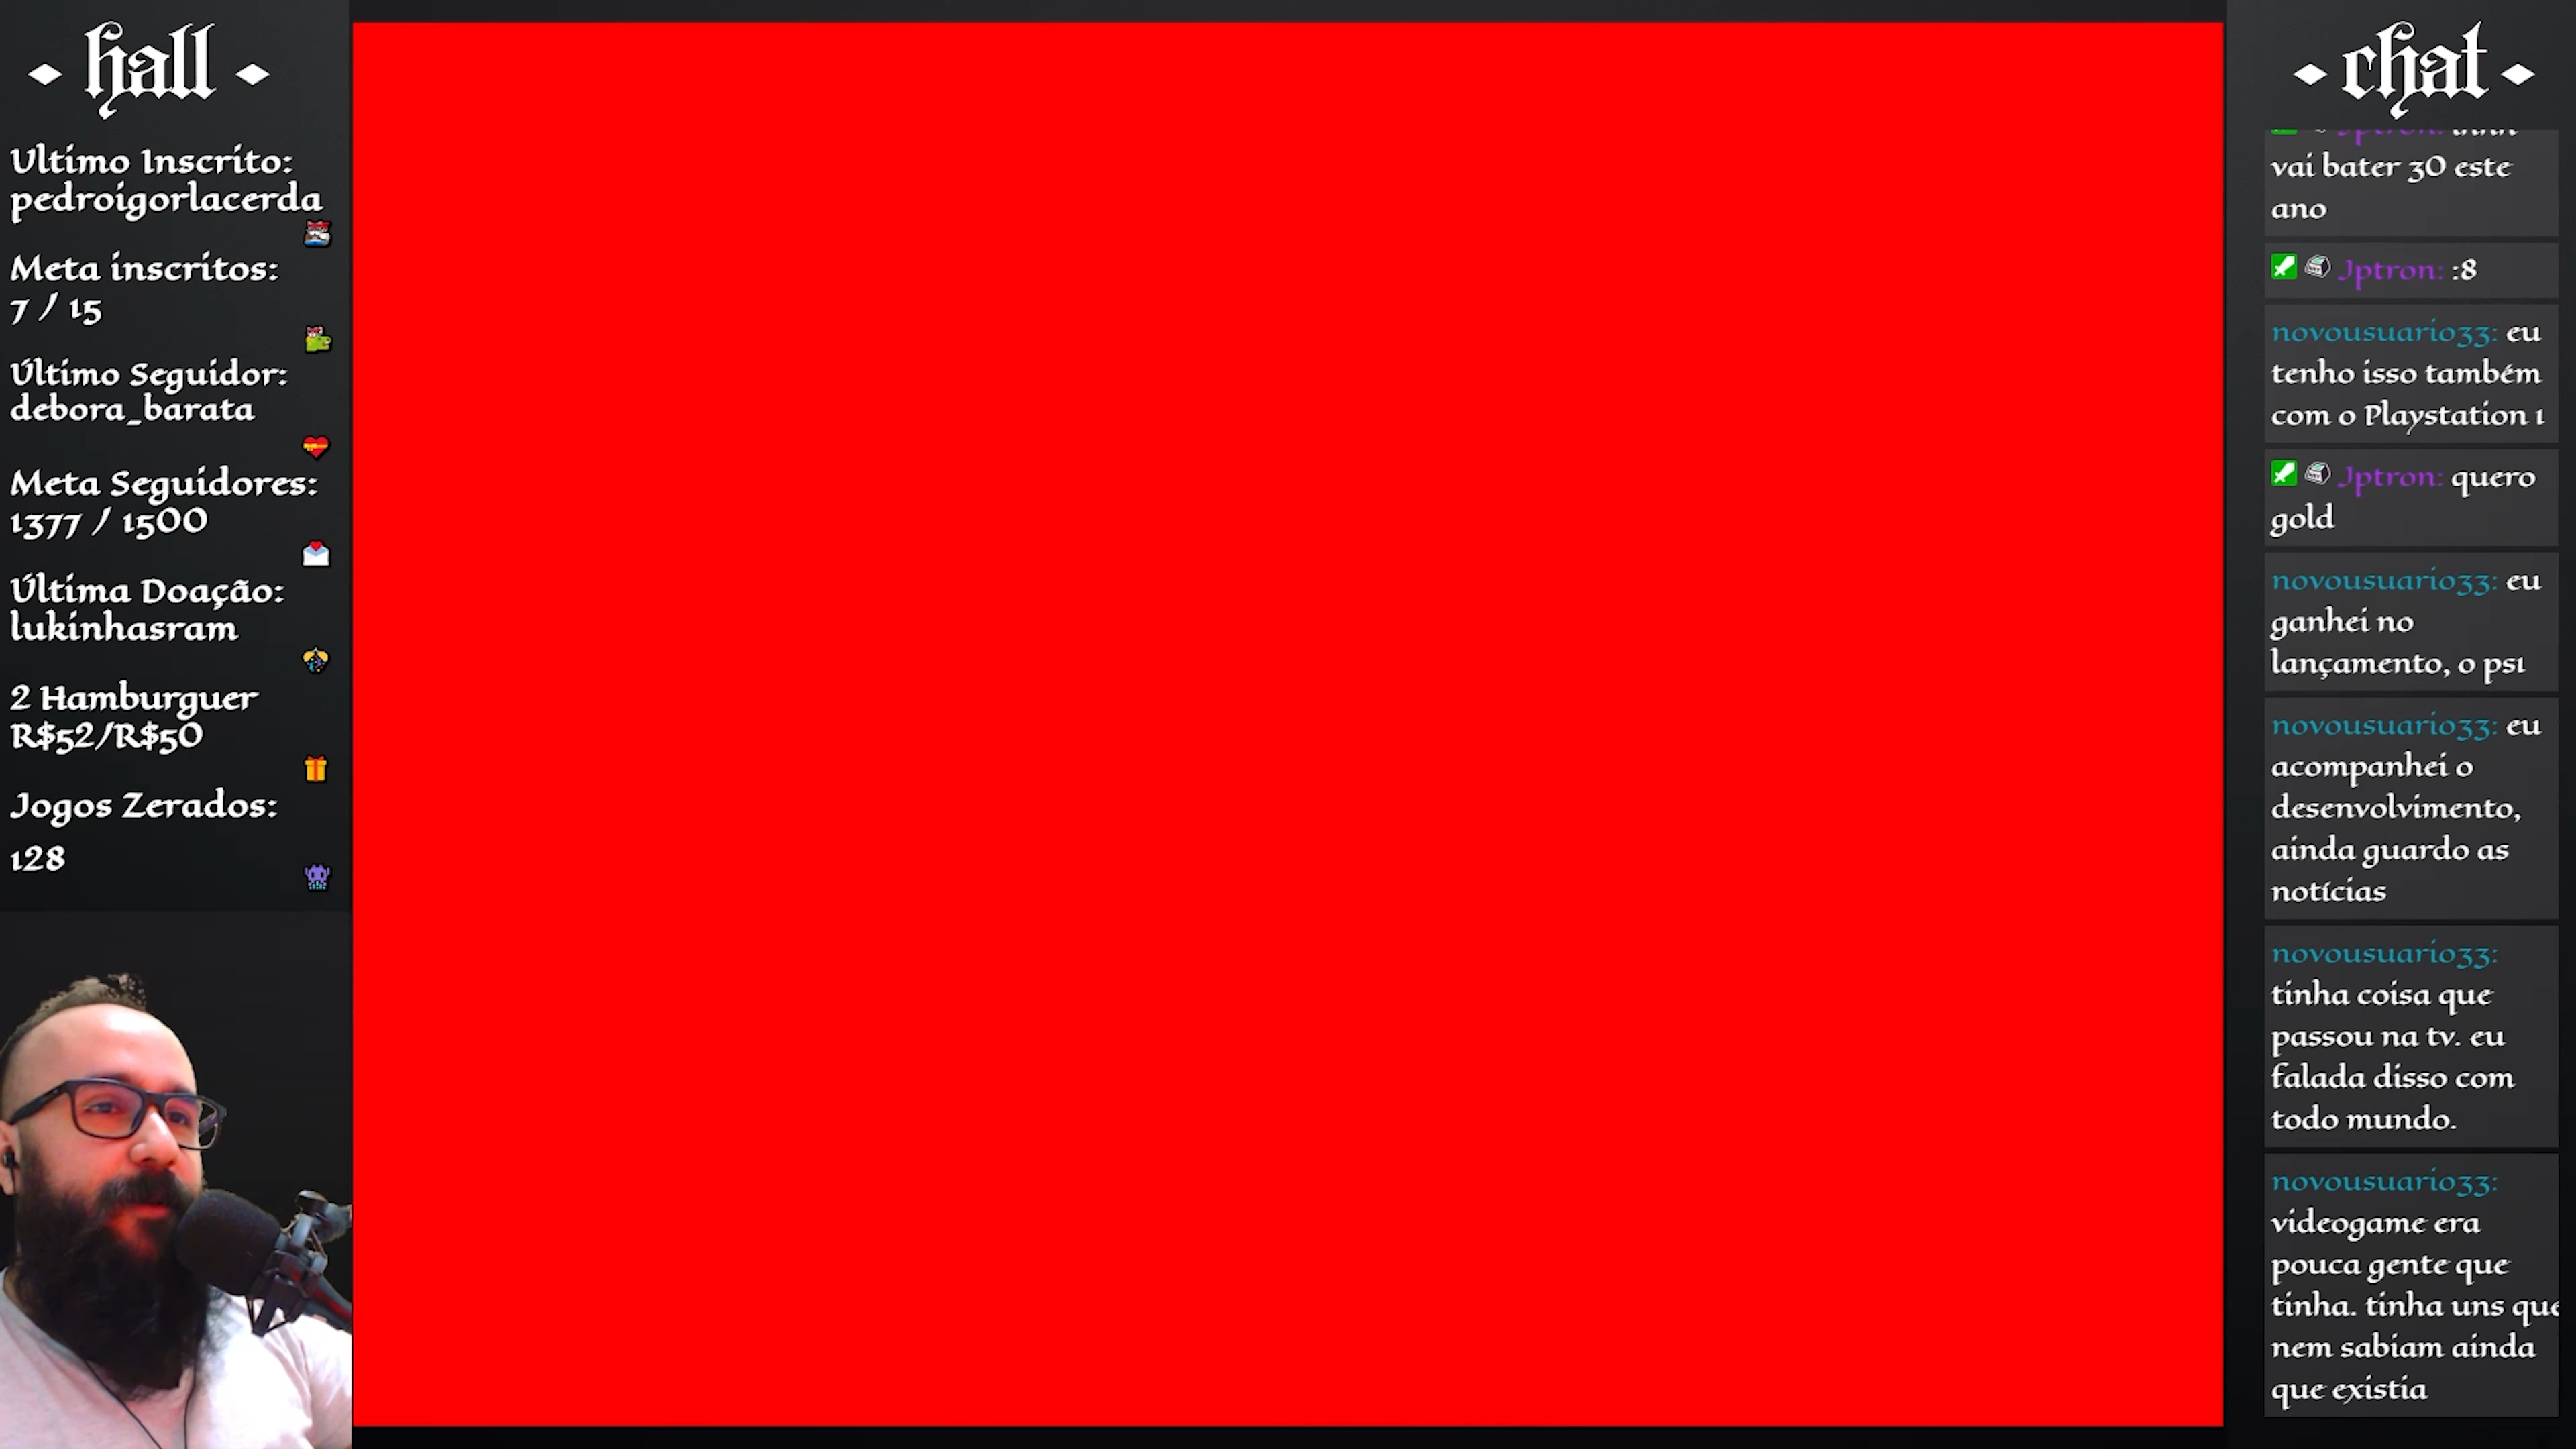 hall
Ultimo Inscrito:
pedroigorlacerda
Meta inscritos:
7 / 15
Último Seguidor:
debora_barata
Meta Seguidores:
1377 / 1500
Última Doação:
lukinhasram
2 Hamburguer
R$52/R$50
Jogos Zerados:
128
chat
Jptron:
vai bater 30 este
ano
Jptron: :8
novousuario33: eu
tenho isso também
com o Playstation 1
Jptron: quero
gold
novousuario33: eu
ganhei no
lançamento, o ps1
novousuario33: eu
acompanhei o
desenvolvimento,
ainda guardo as
notícias
novousuario33:
tinha coisa que
passou na tv. eu
falada disso com
todo mundo.
novousuario33:
videogame era
pouca gente que
tinha. tinha uns que
nem sabiam ainda
que existia